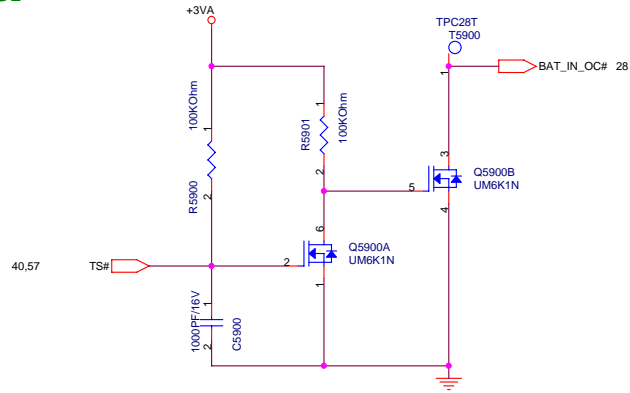 +3VA
TPC28T
T5900
1
BAT_IN_OC# 28
100KOhm
1
R5900
2
1
R5901
100KOhm
2
3
5
Q5900B
UM6K1N
4
6
2
Q5900A
UM6K1N
1
40,57
TS#
1
1000PF/16V
2
C5900